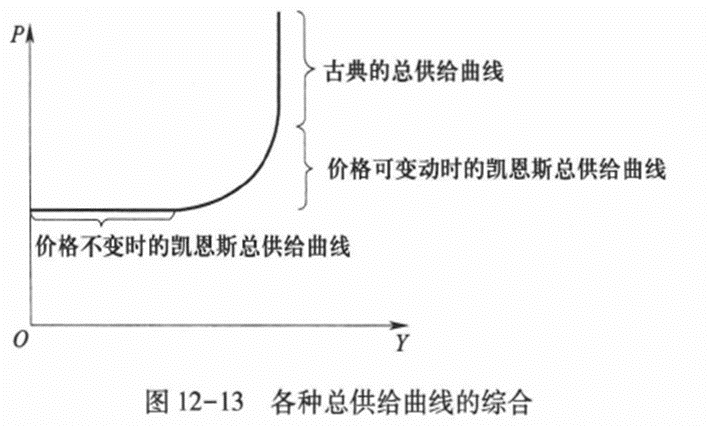 P
古典的总供给曲线
价格可变动时的凯恩斯总供给曲线
价格不变时的凯恩斯总供给曲线
O
Y
图 12-13 各种总供给曲线的综合